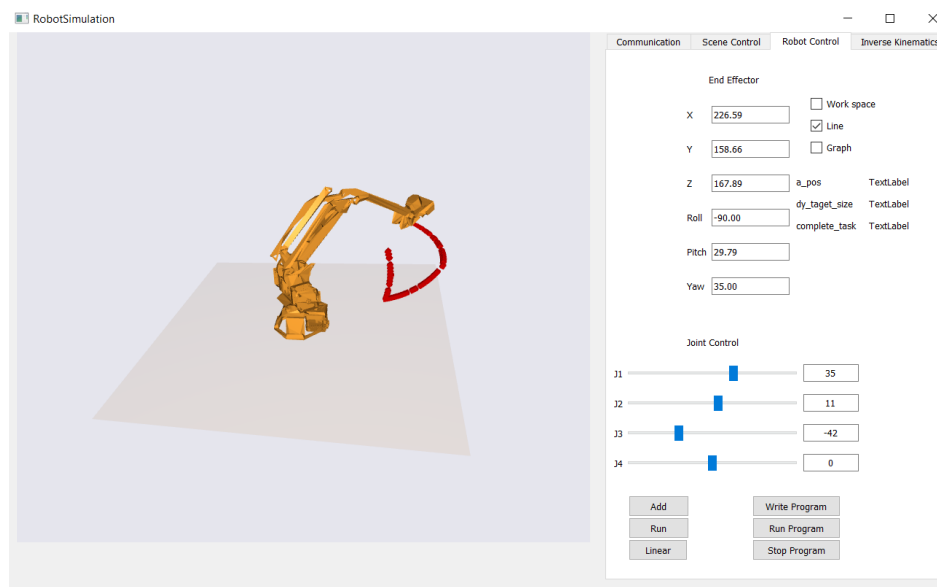 RobotSimulation
Communication Scene Control Robot Control Inverse Kinematics
End Effector
X 226.59
Work space
Line
Y 158.66
Graph
Z 167.89 a_pos TextLabel
dy_taget_size TextLabel
Roll -90.00
complete_task TextLabel
Pitch 29.79
Yaw 35.00
Joint Control
J1 35
J2 11
J3 -42
J4 0
Add Write Program
Run Run Program
Linear Stop Program